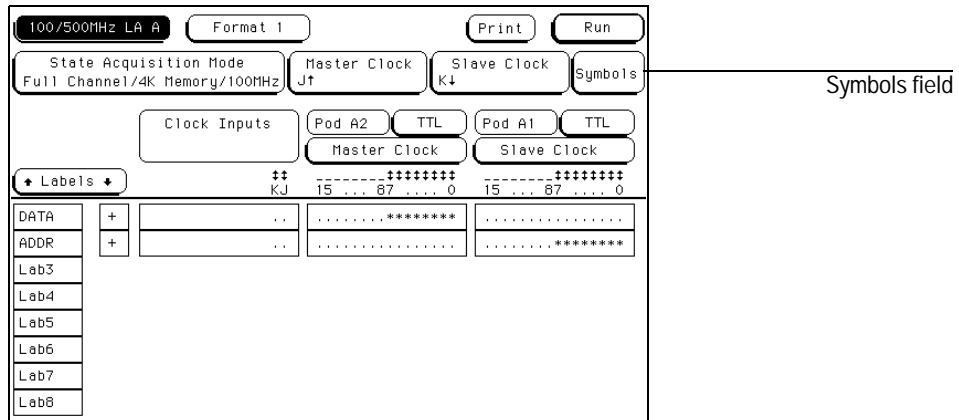 100/500MHz LA A Format 1 Print Run
State Acquisition Mode
Full Channel/4K Memory/100MHz
Master Clock
J↑
Slave Clock
K↓
Symbols
Symbols field
Clock Inputs
Pod A2 TTL
Master Clock
Pod A1 TTL
Slave Clock
↑ Labels ↓
↕↕
KJ
________↕↕↕↕↕↕↕↕
15 ... 87 .... 0
________↕↕↕↕↕↕↕↕
15 ... 87 .... 0
DATA + .. ........******** ................
ADDR + .. ................ ........********
Lab3
Lab4
Lab5
Lab6
Lab7
Lab8